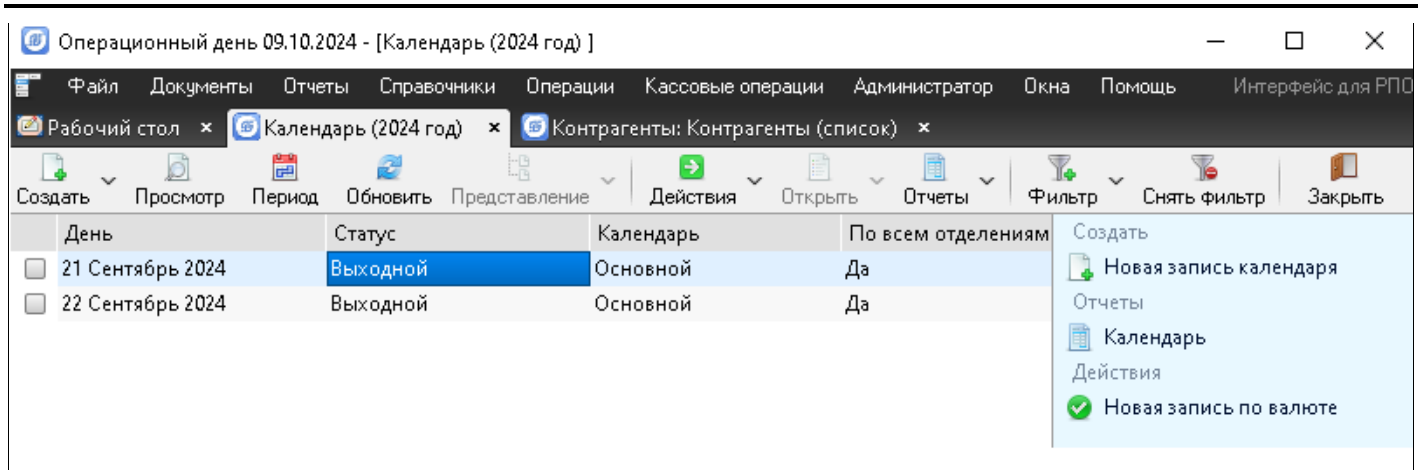 Операционный день 09.10.2024 - [Календарь (2024 год) ]
Файл Документы Отчеты Справочники Операции Кассовые операции Администратор Окна Помощь Интерфейс для РПО
Рабочий стол × Календарь (2024 год) × Контрагенты: Контрагенты (список) ×
Создать Просмотр Период Обновить Представление Действия Открыть Отчеты Фильтр Снять фильтр Закрыть
День Статус Календарь По всем отделениям
21 Сентябрь 2024 Выходной Основной Да
22 Сентябрь 2024 Выходной Основной Да
Создать
Новая запись календаря
Отчеты
Календарь
Действия
Новая запись по валюте